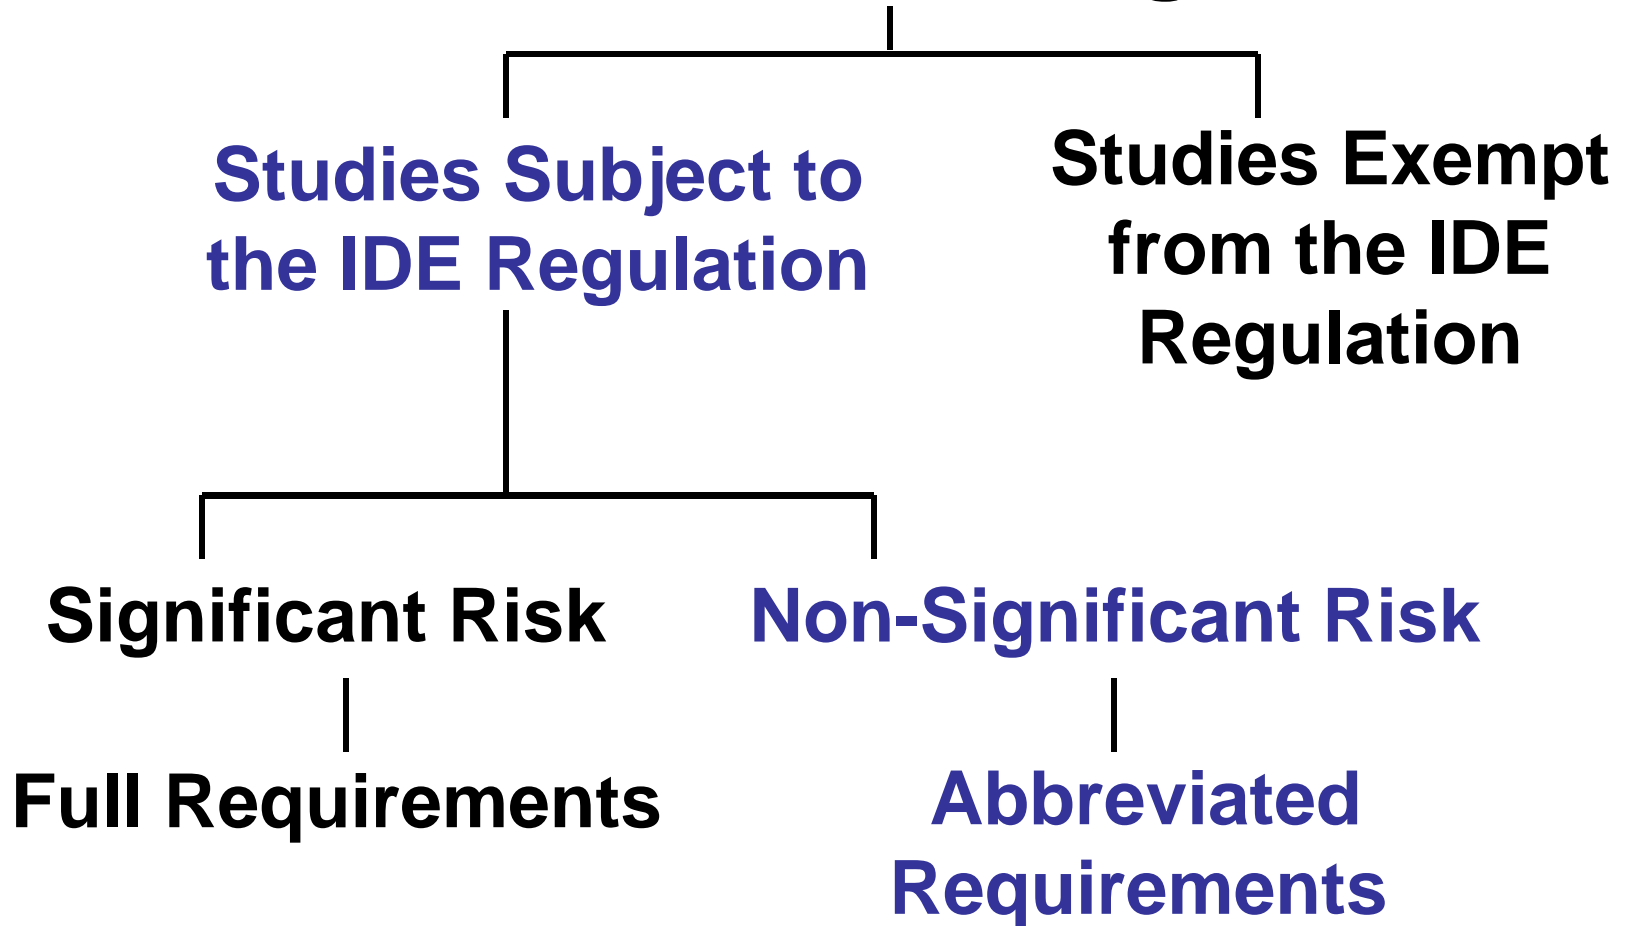 Studies Subject to
the IDE Regulation
Studies Exempt
from the IDE
Regulation
Significant Risk
Non-Significant Risk
Full Requirements
Abbreviated
Requirements